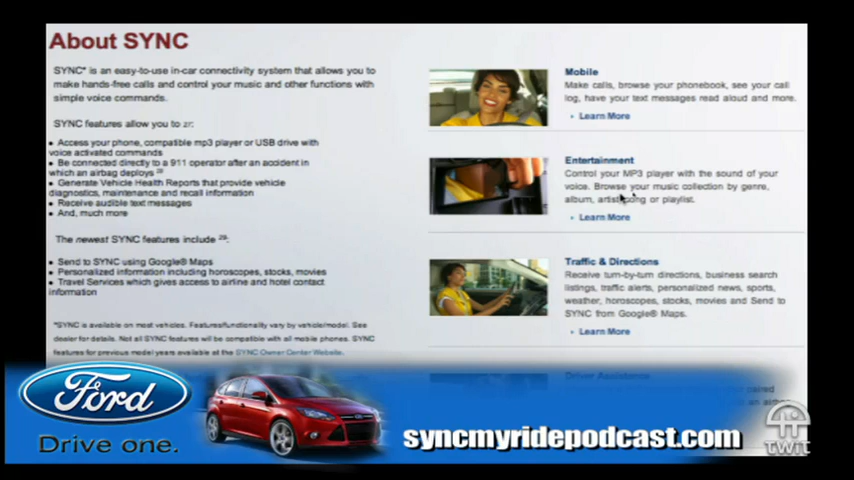 About SYNC
SYNC* is an easy-to-use in-car connectivity system that allows you to
make hands-free calls and control your music and other functions with
simple voice commands.
SYNC features allow you to 27:
• Access your phone, compatible mp3 player or USB drive with
voice activated commands
• Be connected directly to a 911 operator after an accident in
which an airbag deploys 28
• Generate Vehicle Health Reports that provide vehicle
diagnostics, maintenance and recall information
• Receive audible text messages
• And, much more
The newest SYNC features include 29:
• Send to SYNC using Google® Maps
• Personalized information including horoscopes, stocks, movies
• Travel Services which gives access to airline and hotel contact
information
*SYNC is available on most vehicles. Features/functionality vary by vehicle/model. See
dealer for details. Not all SYNC features will be compatible with all mobile phones. SYNC
features for previous model years available at the SYNC Owner Center Website.
Mobile
Make calls, browse your phonebook, see your call
log, have your text messages read aloud and more.
• Learn More
Entertainment
Control your MP3 player with the sound of your
voice. Browse your music collection by genre,
album, artist, song or playlist.
• Learn More
Traffic & Directions
Receive turn-by-turn directions, business search
listings, traffic alerts, personalized news, sports,
weather, horoscopes, stocks, movies and Send to
SYNC from Google® Maps.
• Learn More
Driver Assistance
paired
Ford
Drive one.
syncmyridepodcast.com
TWiT